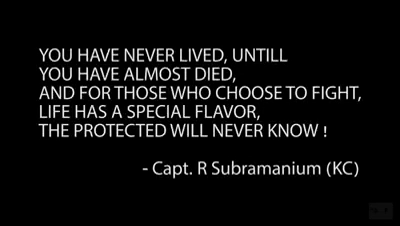 YOU HAVE NEVER LIVED, UNTILL
YOU HAVE ALMOST DIED,
AND FOR THOSE WHO CHOOSE TO FIGHT,
LIFE HAS A SPECIAL FLAVOR,
THE PROTECTED WILL NEVER KNOW !
- Capt. R Subramanium (KC)